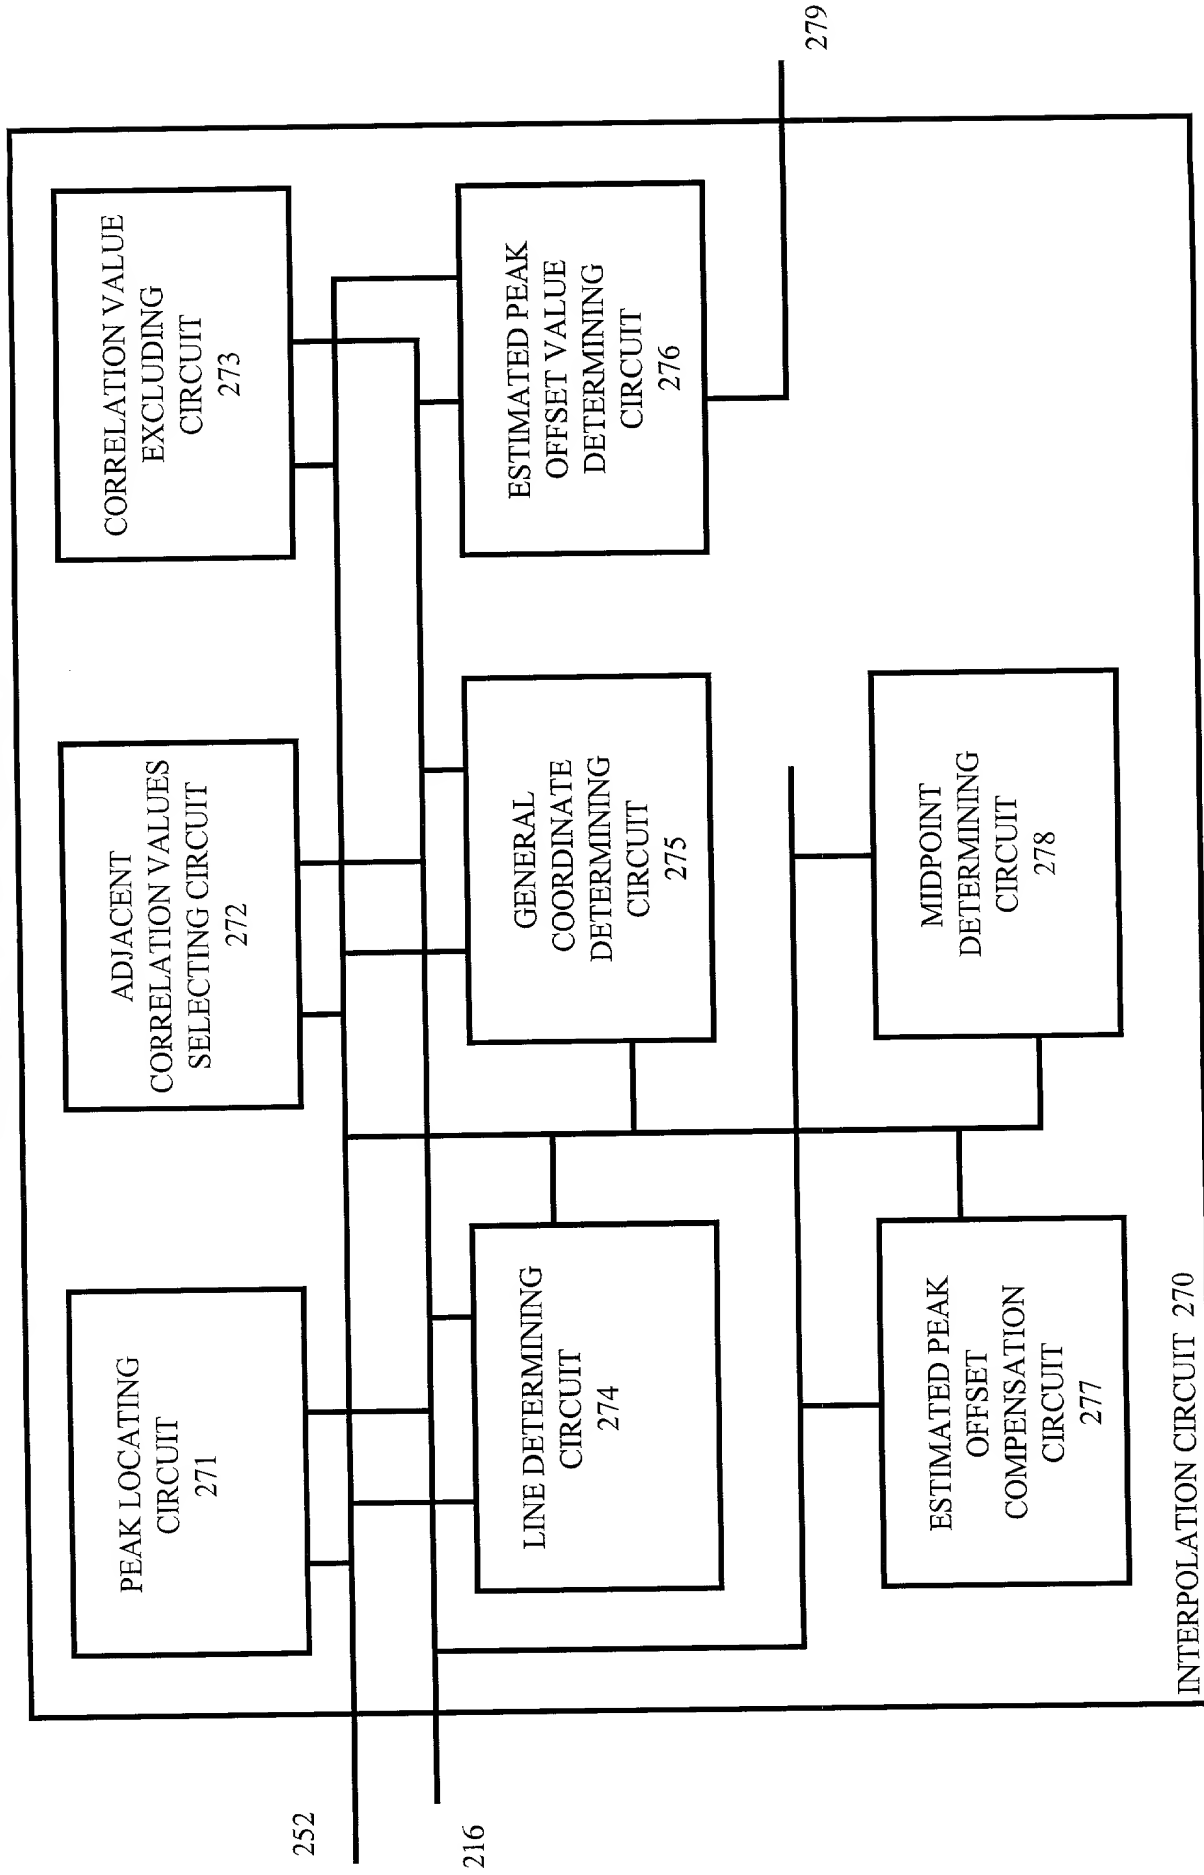 PEAK LOCATING
CIRCUIT
271
ADJACENT
CORRELATION VALUES
SELECTING CIRCUIT
272
CORRELATION VALUE
EXCLUDING
CIRCUIT
273
252
216
LINE DETERMINING
CIRCUIT
274
GENERAL
COORDINATE
DETERMINING
CIRCUIT
275
ESTIMATED PEAK
OFFSET VALUE
DETERMINING
CIRCUIT
276
279
ESTIMATED PEAK
OFFSET
COMPENSATION
CIRCUIT
277
MIDPOINT
DETERMINING
CIRCUIT
278
INTERPOLATION CIRCUIT 270